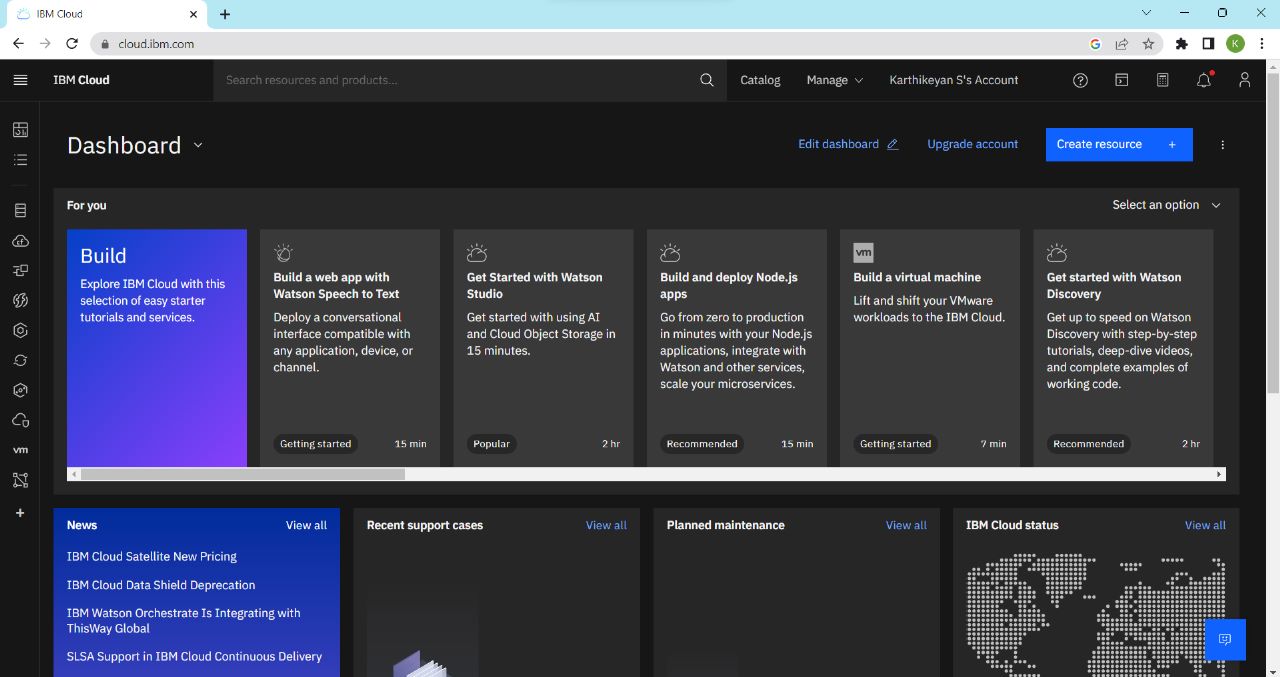 IBM Cloud
cloud.ibm.com
G
K
IBM Cloud
Search resources and products...
Catalog
Manage
Karthikeyan S's Account
Dashboard
Edit dashboard
Upgrade account
Create resource +
For you
Select an option
Build
Explore IBM Cloud with this
selection of easy starter
tutorials and services.
Build a web app with
Watson Speech to Text
Deploy a conversational
interface compatible with
any application, device, or
channel.
Getting started
15 min
Get Started with Watson
Studio
Get started with using AI
and Cloud Object Storage in
15 minutes.
Popular
2 hr
Build and deploy Node.js
apps
Go from zero to production
in minutes with your Node.js
applications, integrate with
Watson and other services,
scale your microservices.
Recommended
15 min
vm
Build a virtual machine
Lift and shift your VMware
workloads to the IBM Cloud.
Getting started
7 min
Get started with Watson
Discovery
Get up to speed on Watson
Discovery with step-by-step
tutorials, deep-dive videos,
and complete examples of
working code.
Recommended
2 hr
vm
News
View all
IBM Cloud Satellite New Pricing
IBM Cloud Data Shield Deprecation
IBM Watson Orchestrate Is Integrating with
ThisWay Global
SLSA Support in IBM Cloud Continuous Delivery
Recent support cases
View all
Planned maintenance
View all
IBM Cloud status
View all